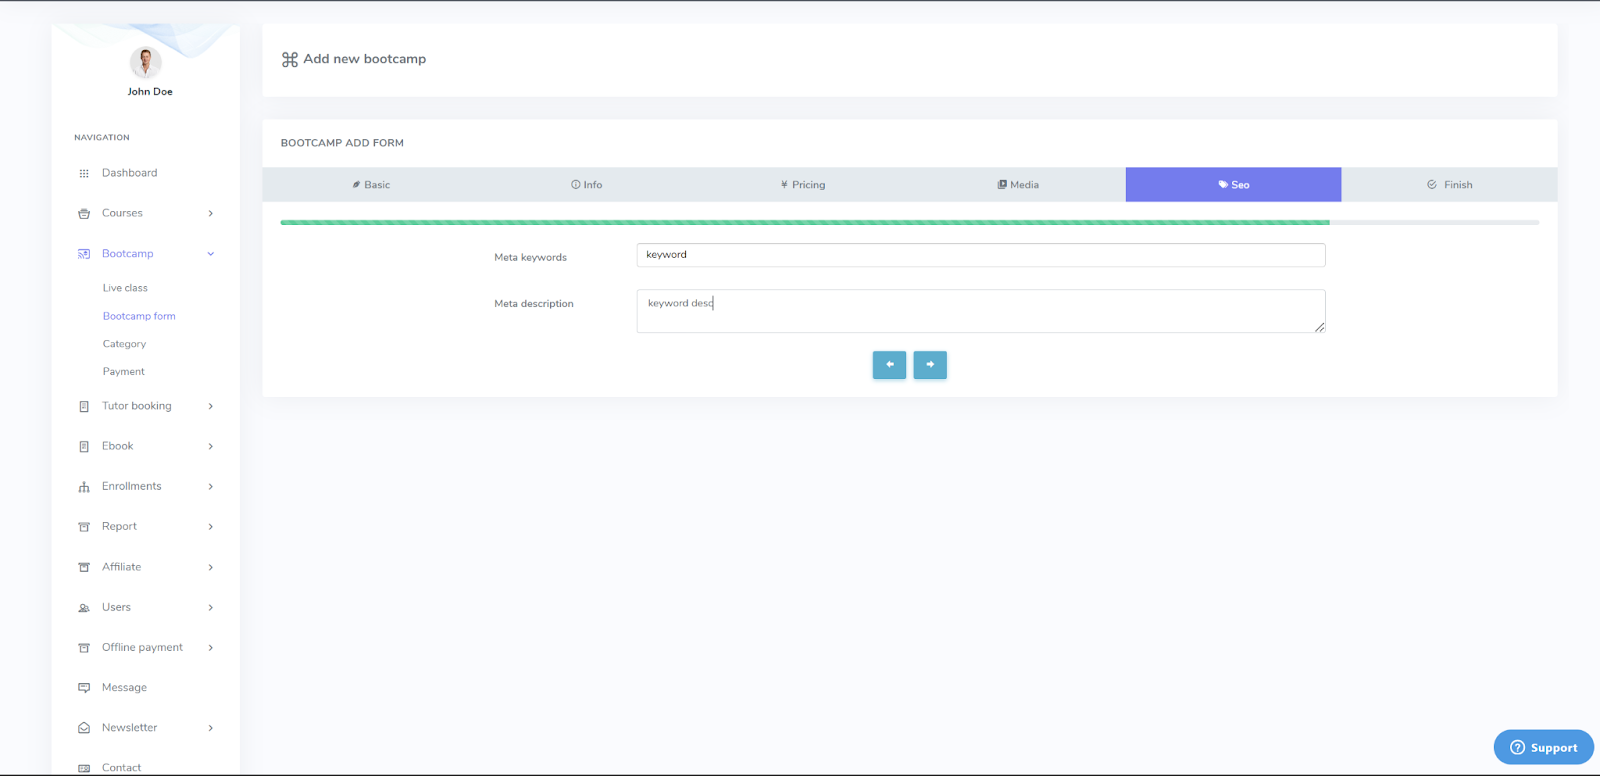 John Doe
NAVIGATION
Dashboard
Courses
Bootcamp
Live class
Bootcamp form
Category
Payment
Tutor booking
Ebook
Enrollments
Report
Affiliate
Users
Offline payment
Message
Newsletter
Contact
Add new bootcamp
BOOTCAMP ADD FORM
Basic Info ¥ Pricing Media Seo Finish
Meta keywords keyword
Meta description keyword desc
Support